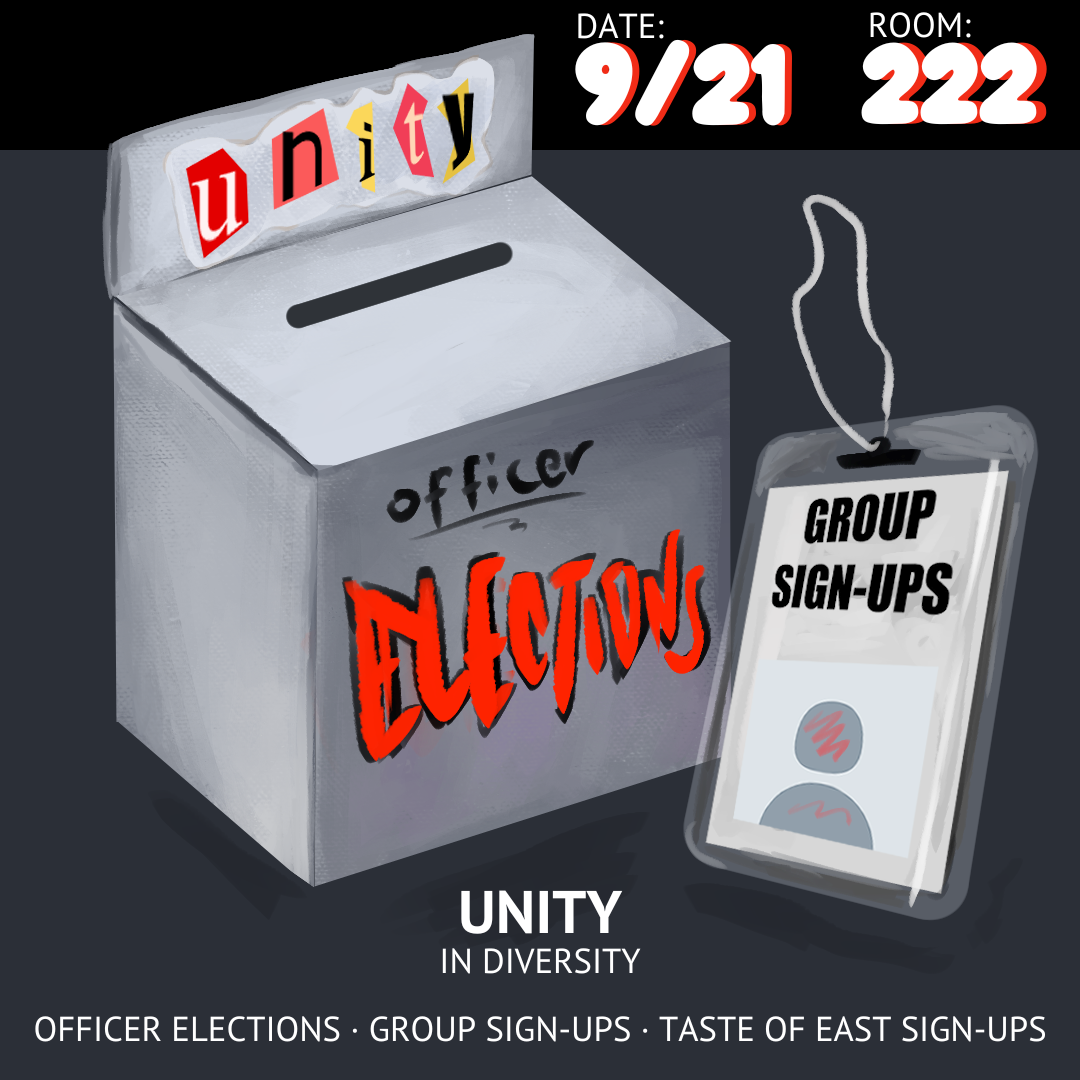 DATE:
9/21
ROOM:
222
unity
officer
ELECTIONS
GROUP
SIGN-UPS
UNITY
IN DIVERSITY
OFFICER ELECTIONS · GROUP SIGN-UPS · TASTE OF EAST SIGN-UPS